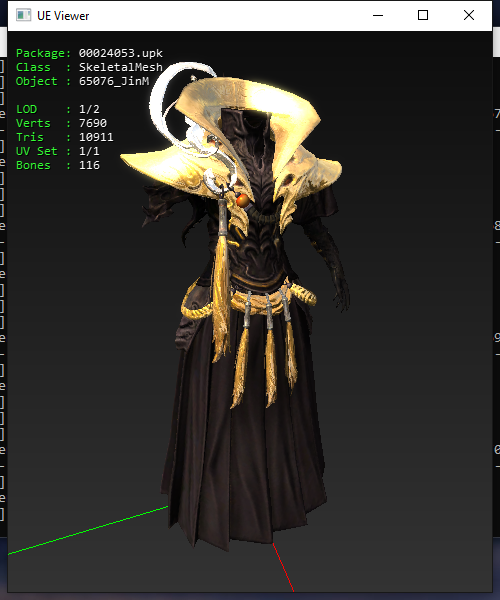 UE Viewer
Package: 00024053.upk
Class : SkeletalMesh
Object : 65076_JinM
LOD : 1/2
Verts : 7690
Tris : 10911
UV Set : 1/1
Bones : 116